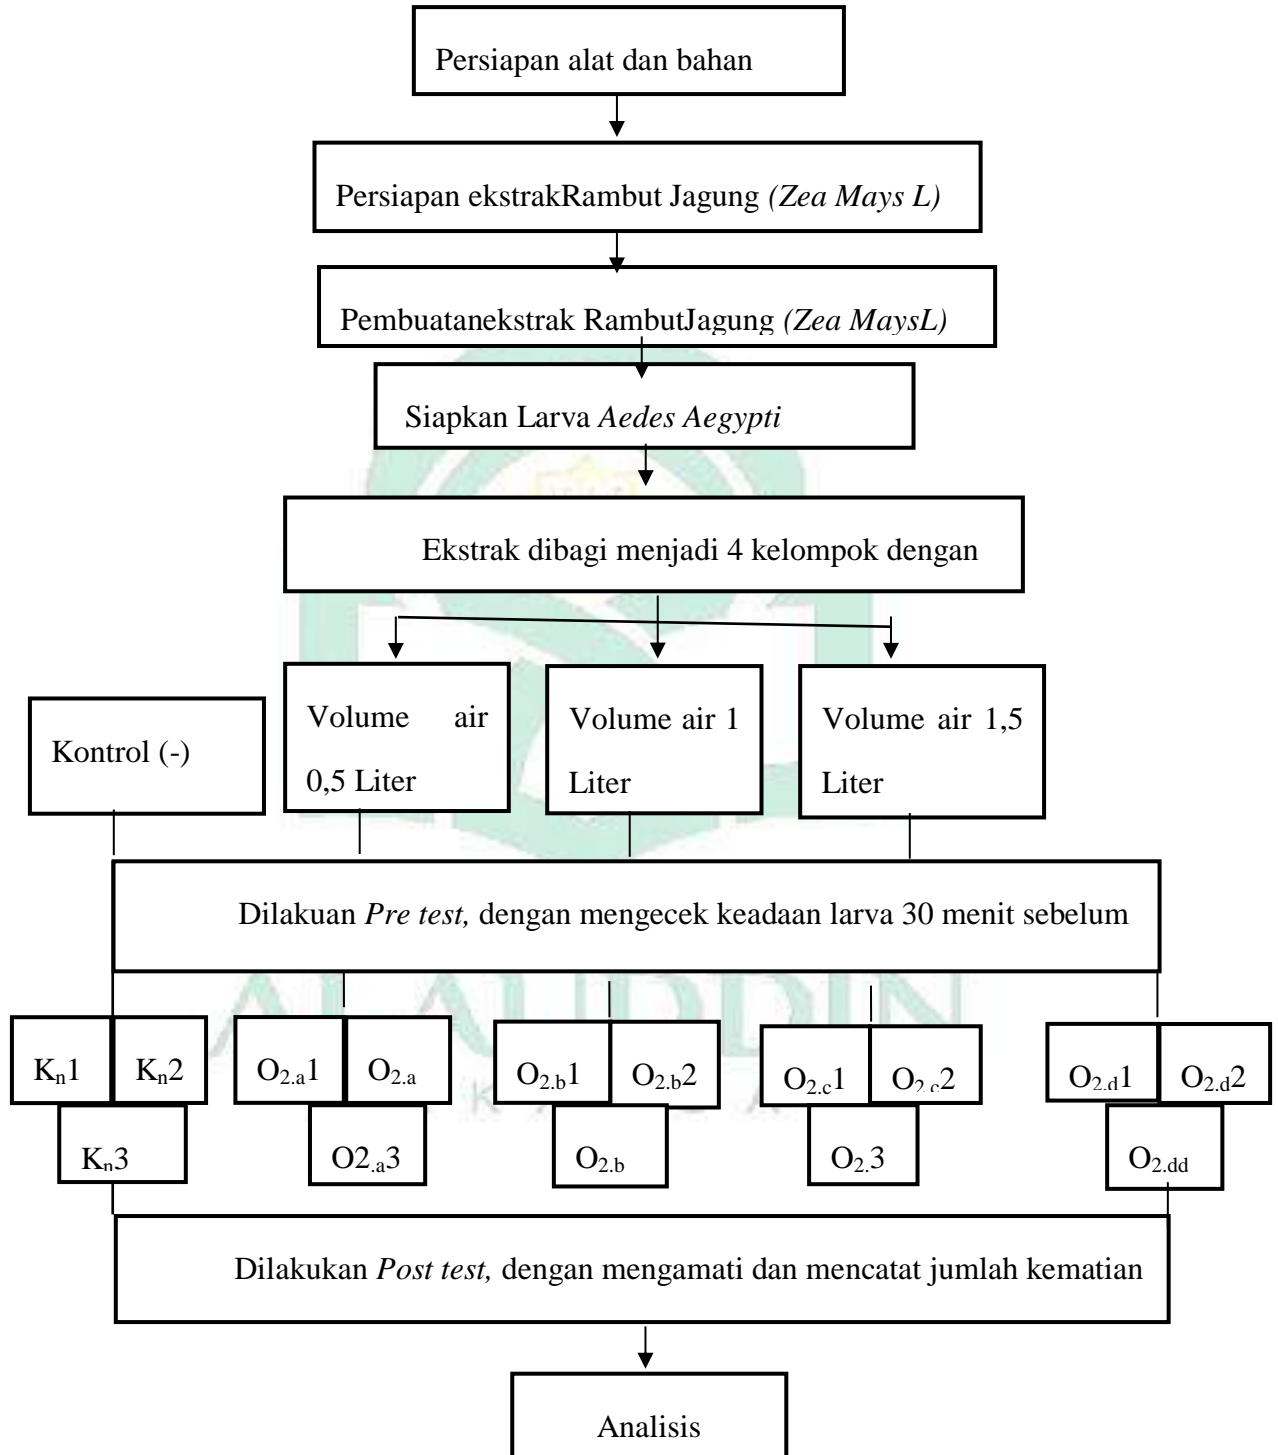 Persiapan alat dan bahan
Persiapan ekstrakRambut Jagung (Zea Mays L)
Pembuatanekstrak RambutJagung (Zea MaysL)
Siapkan Larva Aedes Aegypti
Ekstrak dibagi menjadi 4 kelompok dengan
Kontrol (-)
Volume air
0,5 Liter
Volume air 1
Liter
Volume air 1,5
Liter
Dilakuan Pre test, dengan mengecek keadaan larva 30 menit sebelum
Kn1 Kn2 O2.a1 O2.a O2.b1 O2.b2 O2.c1 O2.c2 O2.d1 O2.d2
Kn3 O2.a3 O2.b O2.3 O2.dd
Dilakukan Post test, dengan mengamati dan mencatat jumlah kematian
Analisis
ALAUDDIN